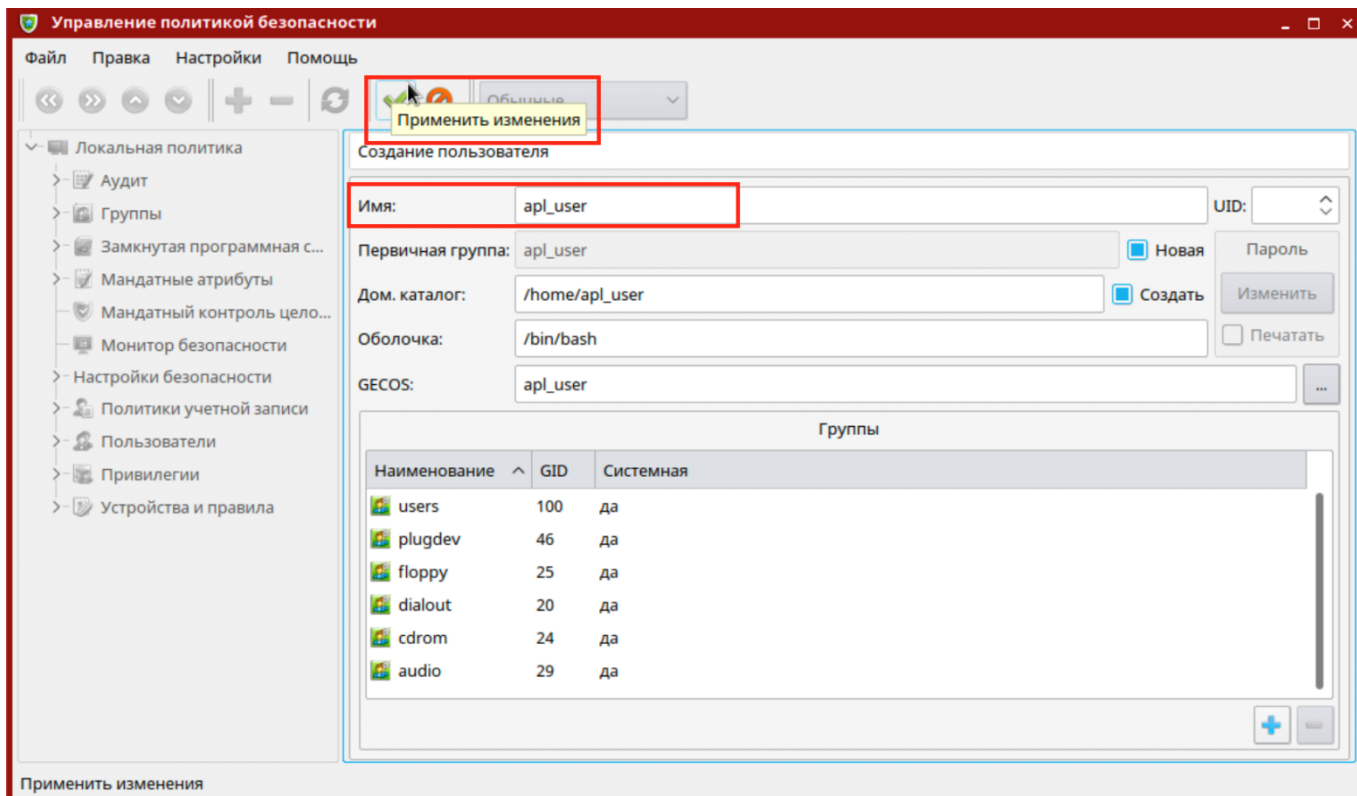 Управление политикой безопасности
Файл Правка Настройки Помощь
Обычные
Применить изменения
Локальная политика
Аудит
Группы
Замкнутая программная с...
Мандатные атрибуты
Мандатный контроль цело...
Монитор безопасности
Настройки безопасности
Политики учетной записи
Пользователи
Привилегии
Устройства и правила
Создание пользователя
Имя: apl_user UID:
Первичная группа: apl_user Новая Пароль
Дом. каталог: /home/apl_user Создать Изменить
Оболочка: /bin/bash Печатать
GECOS: apl_user ...
Группы
Наименование GID Системная
users 100 да
plugdev 46 да
floppy 25 да
dialout 20 да
cdrom 24 да
audio 29 да
Применить изменения